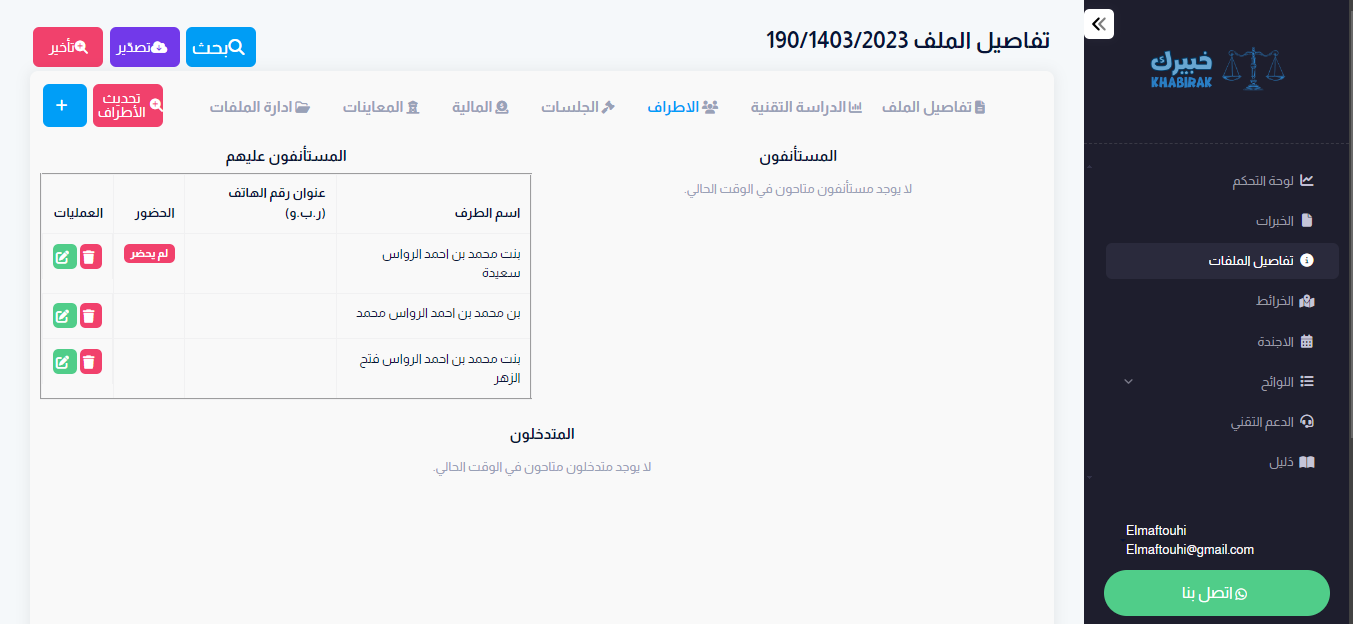 تفاصيل الملف 190/1403/2023
بحث
تصدّير
تأخير
تفاصيل الملف
الدراسة التقنية
الاطراف
الجلسات
المالية
المعاينات
ادارة الملفات
تحديث
الأطراف
+
المستأنفون
لا يوجد مستأنفون متاحون في الوقت الحالي.
المستأنفون عليهم
اسم الطرف
عنوان رقم الهاتف
(ر.ب.و)
الحضور
العمليات
بنت محمد بن احمد الرواس
سعيدة
لم يحضر
بن محمد بن احمد الرواس محمد
بنت محمد بن احمد الرواس فتح
الزهر
المتدخلون
لا يوجد متدخلون متاحون في الوقت الحالي.
خبيرك
KHABIRAK
لوحة التحكم
الخبرات
تفاصيل الملفات
الخرائط
الاجندة
اللوائح
الدعم التقني
ذليل
Elmaftouhi
Elmaftouhi@gmail.com
اتصل بنا